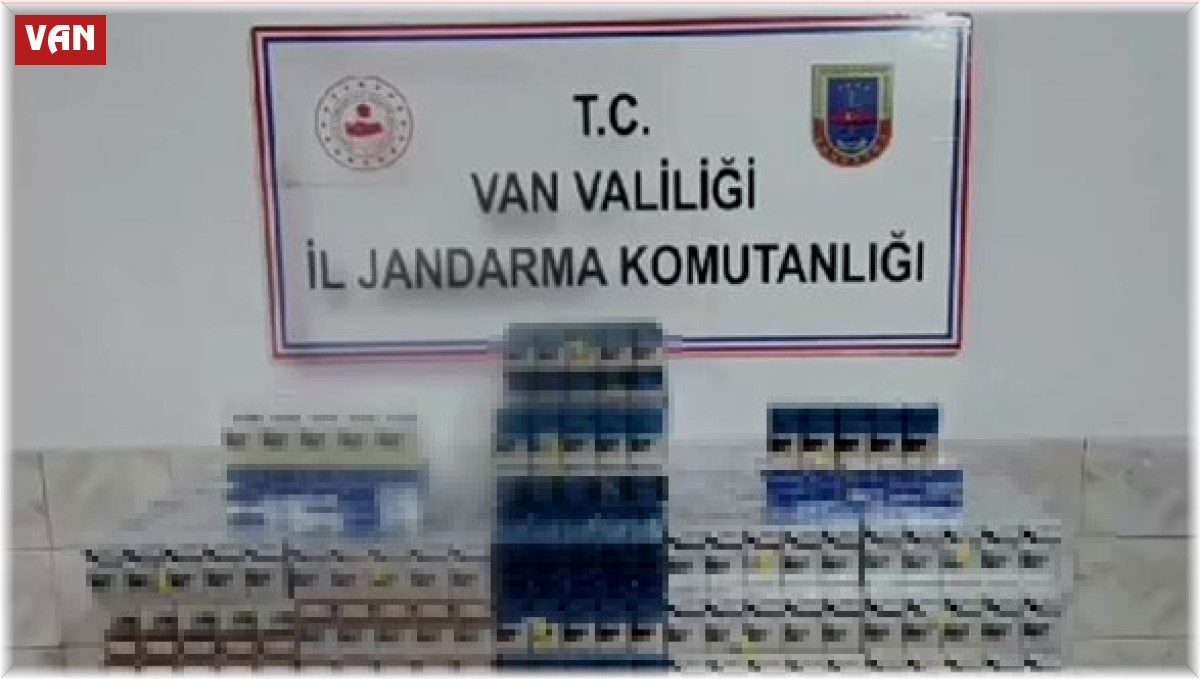 VAN
T.C.
VAN VALİLİĞİ
İL JANDARMA KOMUTANLIĞI